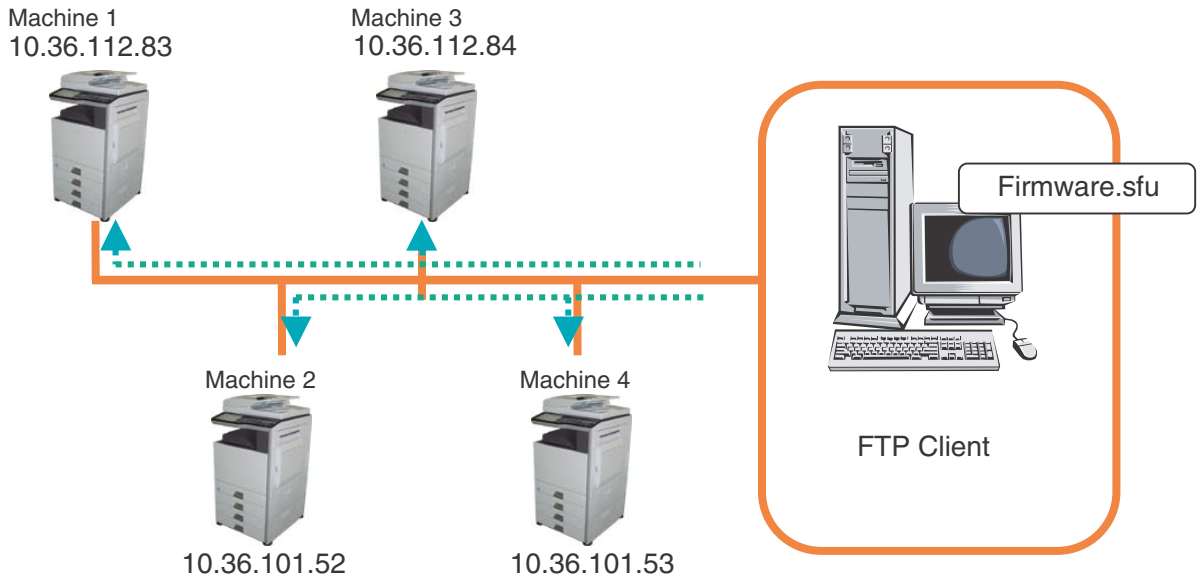 Machine 1
10.36.112.83
Machine 3
10.36.112.84
Firmware.sfu
FTP Client
Machine 2
10.36.101.52
Machine 4
10.36.101.53